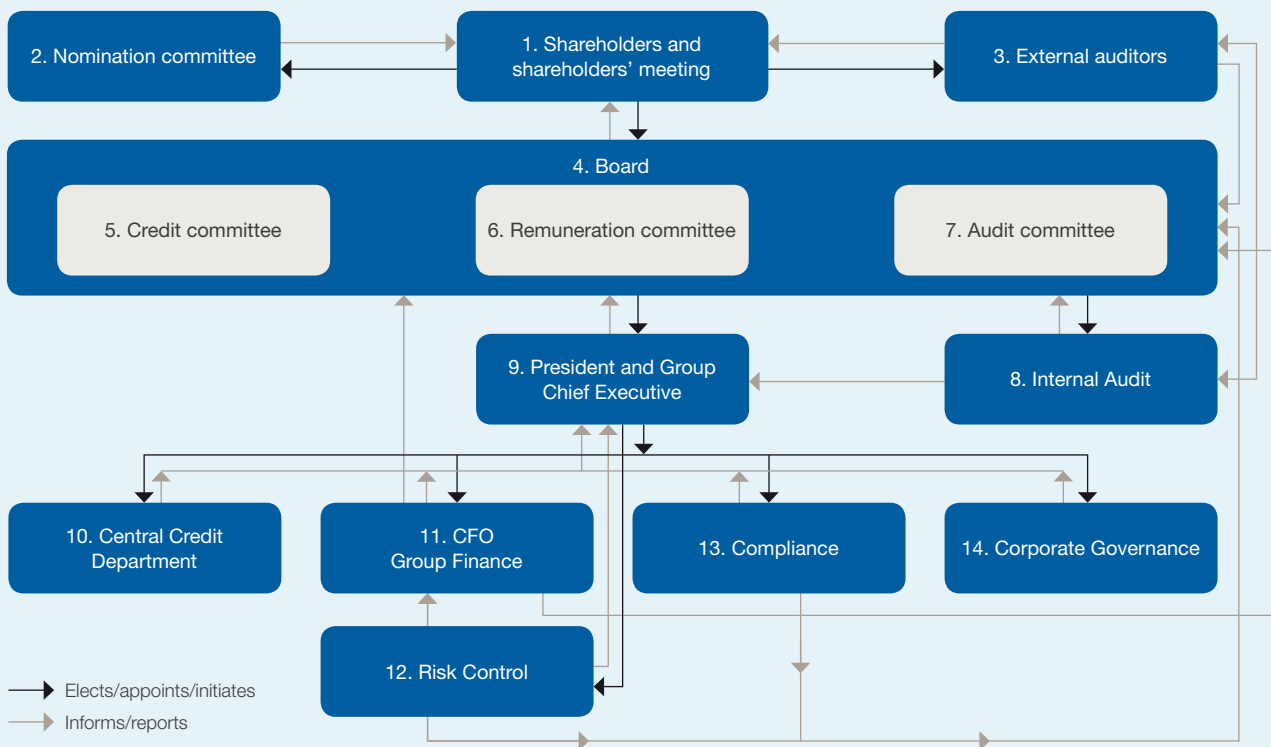 2. Nomination committee
1. Shareholders and
shareholders’ meeting
3. External auditors
4. Board
5. Credit committee
6. Remuneration committee
7. Audit committee
9. President and Group
Chief Executive
8. Internal Audit
10. Central Credit
Department
11. CFO
Group Finance
13. Compliance
14. Corporate Governance
12. Risk Control
Elects/appoints/initiates
Informs/reports